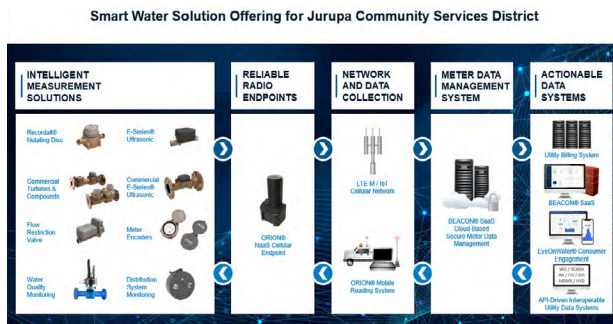 Smart Water Solution Offering for Jurupa Community Services District
INTELLIGENT
MEASUREMENT
SOLUTIONS
Recordall®
Nutating Disc
E-Series®
Ultrasonic
Commercial
Turbines &
Compounds
Commercial
E-Series®
Ultrasonic
Flow
Restriction
Valve
Meter
Encoders
Water
Quality
Monitoring
Distribution
System
Monitoring
RELIABLE
RADIO
ENDPOINTS
ORION®
NaaS Cellular
Endpoint
NETWORK
AND DATA
COLLECTION
LTE-M / IoT
Cellular Network
ORION® Mobile
Reading System
METER DATA
MANAGEMENT
SYSTEM
BEACON® SaaS
Cloud Based
Secure Meter Data
Management
ACTIONABLE
DATA
SYSTEMS
Utility Billing System
BEACON® SaaS
EyeOnWater® Consumer
Engagement
API-Driven Interoperable
Utility Data Systems